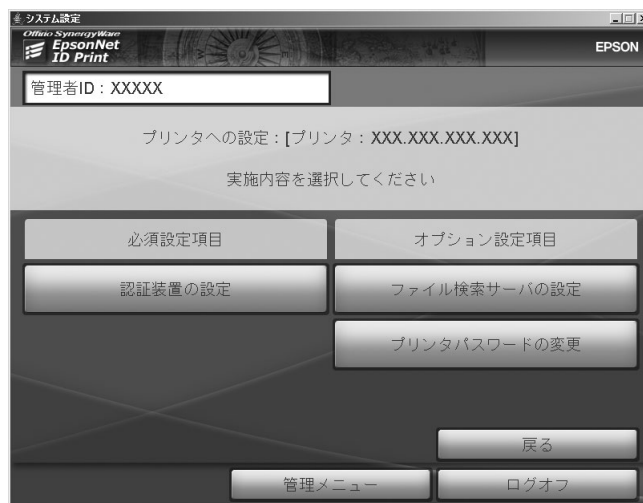 システム設定
Offirio SynergyWare
EpsonNet
ID Print
EPSON
管理者ID：XXXXX
プリンタへの設定：[プリンタ：XXX.XXX.XXX.XXX]
実施内容を選択してください
必須設定項目
オプション設定項目
認証装置の設定
ファイル検索サーバの設定
プリンタパスワードの変更
戻る
管理メニュー
ログオフ